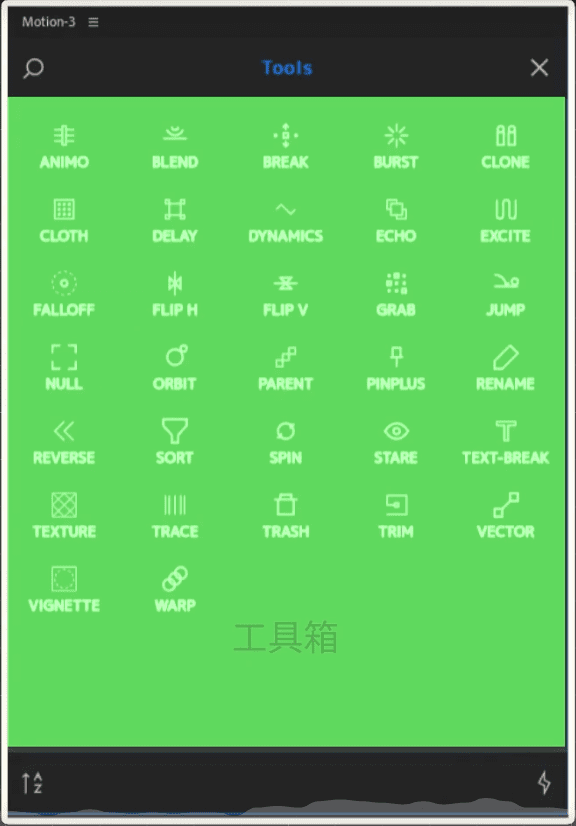 Motion-3
Tools
ANIMO BLEND BREAK BURST CLONE
CLOTH DELAY DYNAMICS ECHO EXCITE
FALLOFF FLIP H FLIP V GRAB JUMP
NULL ORBIT PARENT PINPLUS RENAME
REVERSE SORT SPIN STARE TEXT-BREAK
TEXTURE TRACE TRASH TRIM VECTOR
VIGNETTE WARP
工具箱
A
Z